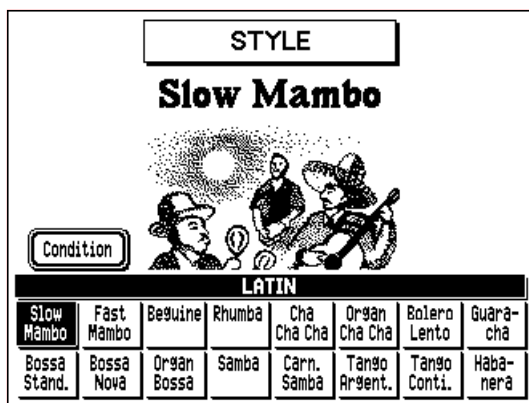 STYLE
Slow Mambo
Condition
LATIN
Slow Mambo
Fast Mambo
Beguine
Rhumba
Cha Cha Cha
Organ Cha Cha
Bolero Lento
Guara-cha
Bossa Stand.
Bossa Nova
Organ Bossa
Samba
Carn. Samba
Tango Argent.
Tango Conti.
Haba-nera